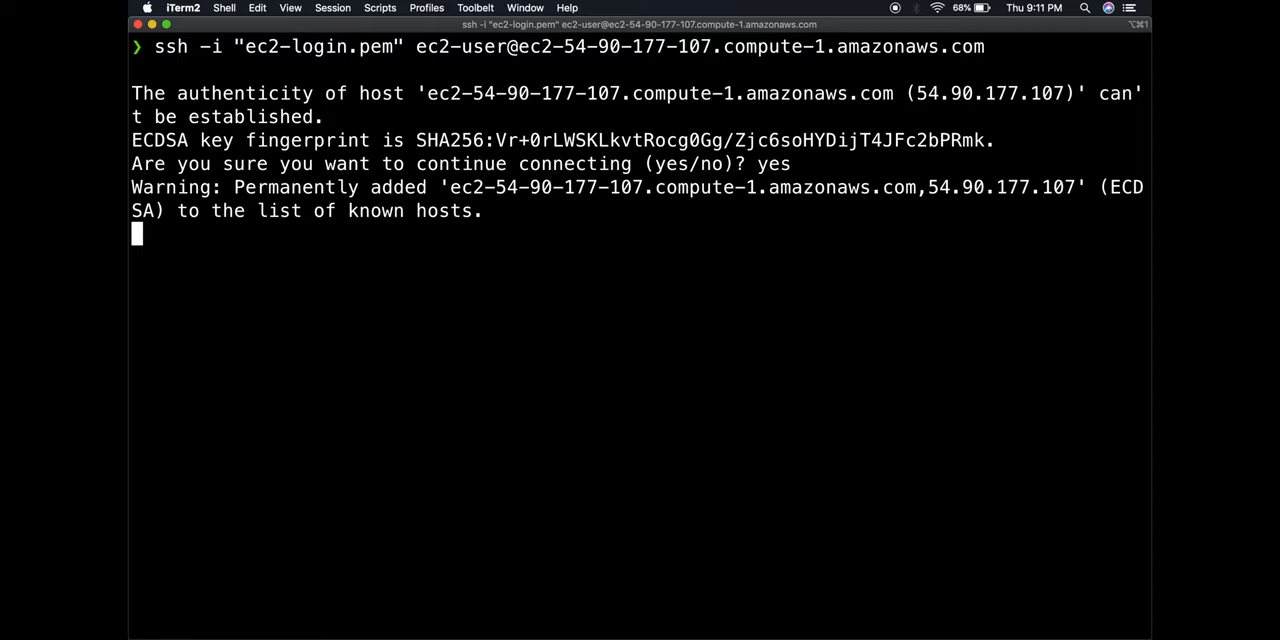 iTerm2 Shell Edit View Session Scripts Profiles Toolbelt Window Help 68% Thu 9:11 PM
ssh -i "ec2-login.pem" ec2-user@ec2-54-90-177-107.compute-1.amazonaws.com ⌥⌘1
❯ ssh -i "ec2-login.pem" ec2-user@ec2-54-90-177-107.compute-1.amazonaws.com
The authenticity of host 'ec2-54-90-177-107.compute-1.amazonaws.com (54.90.177.107)' can'
t be established.
ECDSA key fingerprint is SHA256:Vr+0rLWSKLkvtRocg0Gg/Zjc6soHYDijT4JFc2bPRmk.
Are you sure you want to continue connecting (yes/no)? yes
Warning: Permanently added 'ec2-54-90-177-107.compute-1.amazonaws.com,54.90.177.107' (ECD
SA) to the list of known hosts.